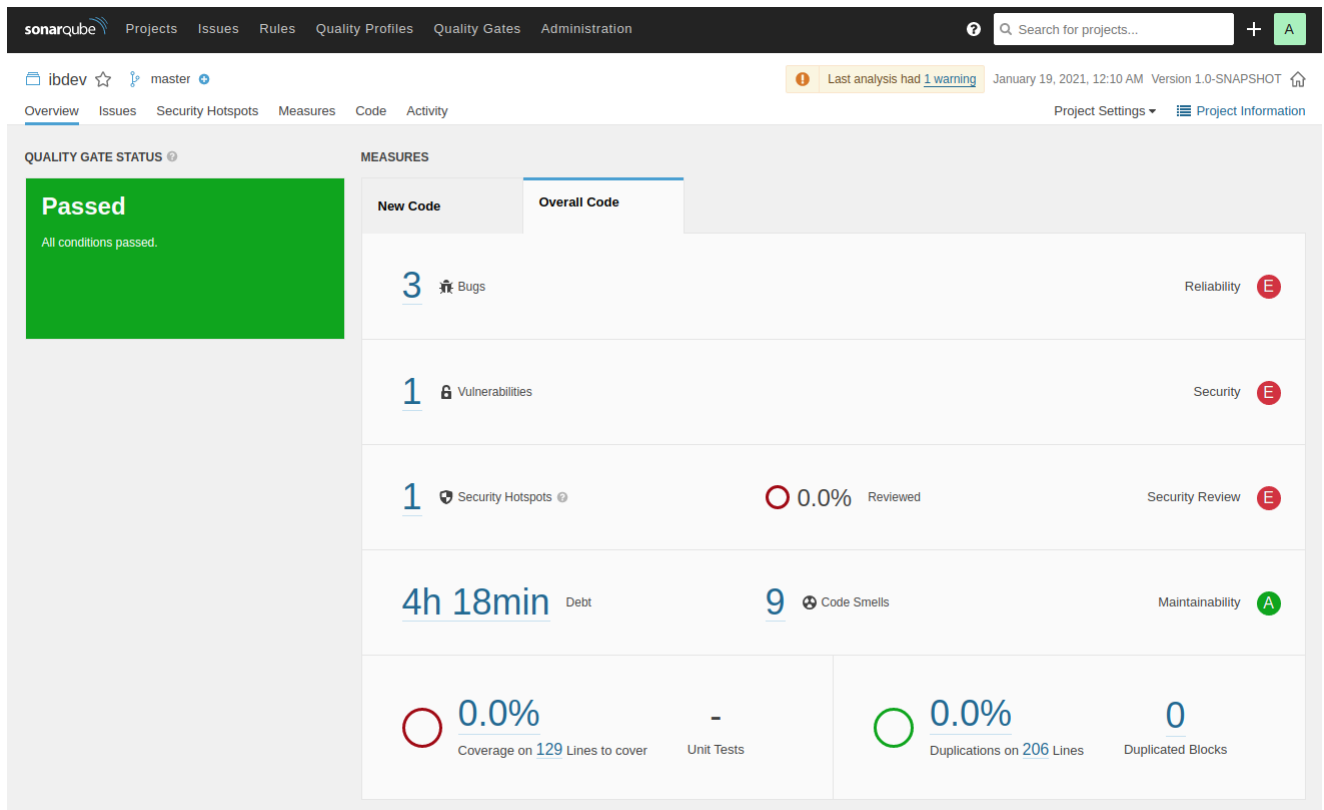 sonarqube Projects Issues Rules Quality Profiles Quality Gates Administration ? Search for projects... + A
ibdev master Last analysis had 1 warning January 19, 2021, 12:10 AM Version 1.0-SNAPSHOT
Overview Issues Security Hotspots Measures Code Activity Project Settings Project Information
QUALITY GATE STATUS ?
Passed
All conditions passed.
MEASURES
New Code Overall Code
3 Bugs Reliability E
1 Vulnerabilities Security E
1 Security Hotspots ? 0.0% Reviewed Security Review E
4h 18min Debt 9 Code Smells Maintainability A
0.0% - 0.0% 0
Coverage on 129 Lines to cover Unit Tests Duplications on 206 Lines Duplicated Blocks